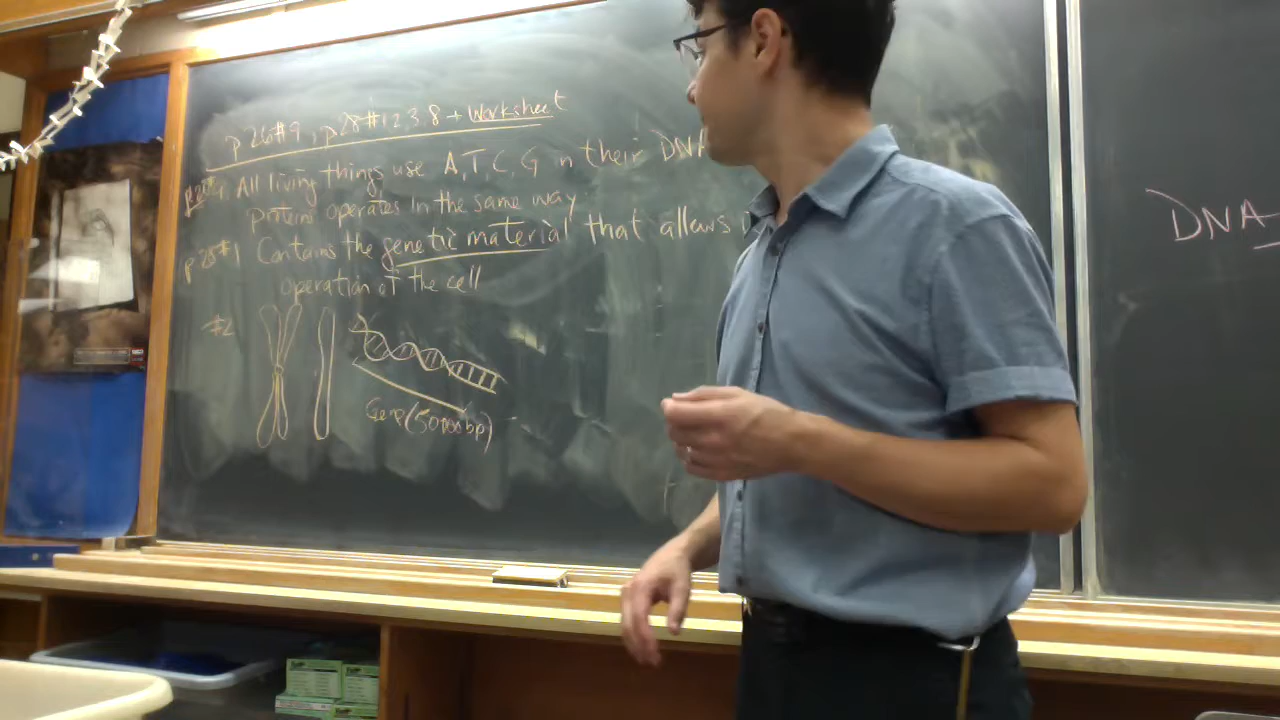 p26#9, p28#1,2,3,8 + Worksheet
All living things use A, T, C, G in their DNA
Proteins operates in the same way
p28#1 Contains the genetic material that allows
operation of the cell
#2
Gene (50000bp)
DNA